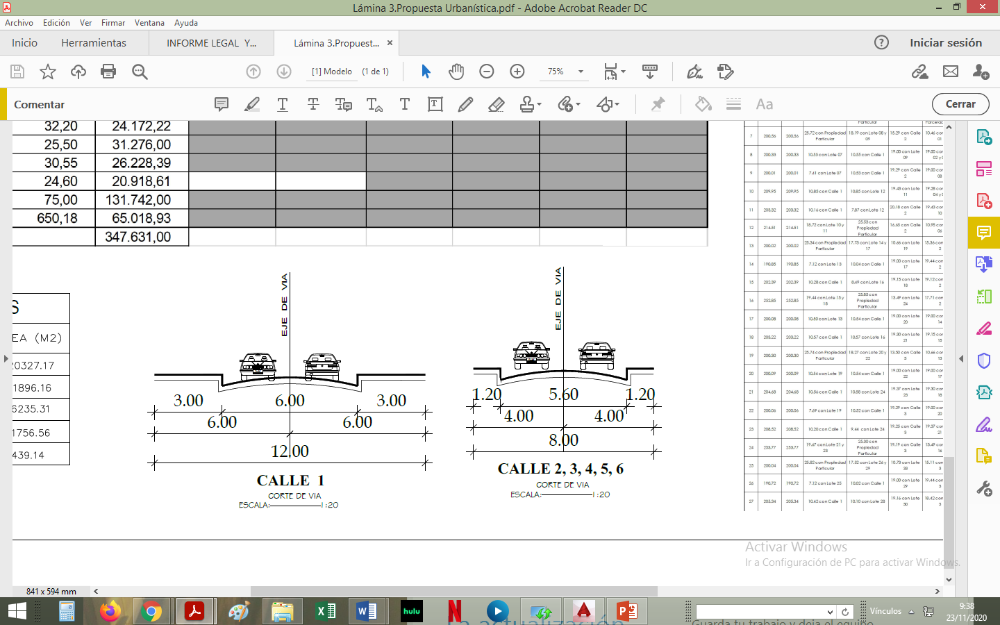 Lámina 3.Propuesta Urbanística.pdf - Adobe Acrobat Reader DC
Archivo Edición Ver Firmar Ventana Ayuda
Inicio Herramientas INFORME LEGAL Y... Lámina 3.Propuest... × Iniciar sesión
[1] Modelo (1 de 1) 75%
Comentar Cerrar
32,20 24.172,22
25,50 31.276,00
30,55 26.228,39
24,60 20.918,61
75,00 131.742,00
650,18 65.018,93
347.631,00
S
EA (M2)
20327.17
1896.16
6235.31
1756.56
439.14
EJE DE VIA
3.00 6.00 3.00
6.00 6.00
12.00
CALLE 1
CORTE DE VIA
ESCALA: 1:20
EJE DE VIA
1.20 5.60 1.20
4.00 4.00
8.00
CALLE 2, 3, 4, 5, 6
CORTE DE VIA
ESCALA: 1:20
Particular
7 200.56 200.56 25.72 con Propiedad Particular 18.19 con Lote 08 y 09 15.29 con Calle 2 10.46 con 01
8 200.33 200.33 10.55 con Lote 07 10.55 con Calle 1 19.00 con Lote 09 19.00 con 02 y
9 200.01 200.01 7.41 con Lote 07 10.53 con Calle 1 19.29 con Calle 2 19.00 con 08
10 209.95 209.95 10.85 con Calle 1 10.85 con Lote 12 19.43 con Lote 11 19.28 con 04 y
11 203.32 203.32 10.16 con Calle 1 7.87 con Lote 12 20.18 con Calle 2 19.43 con 10
12 214.51 214.51 18.72 con Lote 10 y 11 25.53 con Propiedad Particular 16.65 con Calle 2 10.95 con 06
13 200.02 200.02 25.34 con Propiedad Particular 17.73 con Lote 14 y 17 10.66 con Lote 19 15.36 con 2
14 190.85 190.85 7.12 con Lote 13 10.04 con Calle 1 19.00 con Lote 17 19.44 con 2
15 202.39 202.39 10.28 con Calle 1 8.49 con Lote 16 19.15 con Lote 18 19.12 con 2
16 252.85 252.85 19.44 con Lote 15 y 18 25.85 con Propiedad Particular 13.49 con Lote 24 17.71 con 2
17 200.08 200.08 10.50 con Lote 13 10.54 con Calle 1 19.00 con Lote 20 19.00 con 14
18 203.22 203.22 10.57 con Calle 1 10.57 con Lote 16 19.30 con Lote 21 19.15 con 15
19 200.30 200.30 25.74 con Propiedad Particular 18.27 con Lote 20 y 22 13.50 con Calle 3 10.66 con 13
20 200.09 200.09 10.54 con Lote 19 10.54 con Calle 1 19.00 con Lote 22 19.00 con 17
21 204.68 204.68 10.56 con Calle 1 10.58 con Lote 24 19.37 con Lote 23 19.30 con 18
22 200.06 200.06 7.69 con Lote 19 10.52 con Calle 1 19.29 con Calle 3 19.00 con 20
23 208.52 208.52 10.20 con Calle 1 9.44 con Lote 24 19.25 con Calle 3 19.37 con 21
24 253.77 253.77 19.67 con Lote 21 y 23 25.30 con Propiedad Particular 19.19 con Calle 3 13.49 con 16
25 200.04 200.04 25.82 con Propiedad Particular 17.52 con Lote 26 y 29 10.73 con Lote 33 15.11 con 3
26 190.72 190.72 7.12 con Lote 25 10.02 con Calle 1 19.00 con Lote 29 19.44 con 3
27 205.34 205.34 10.42 con Calle 1 10.10 con Lote 28 19.16 con Lote 30 18.42 con 3
Activar Windows
Ir a Configuración de PC para activar Windows.
841 x 594 mm
hulu
La actualización
Guarda tu trabajo y deja el equipo
Vínculos
9:38
23/11/2020